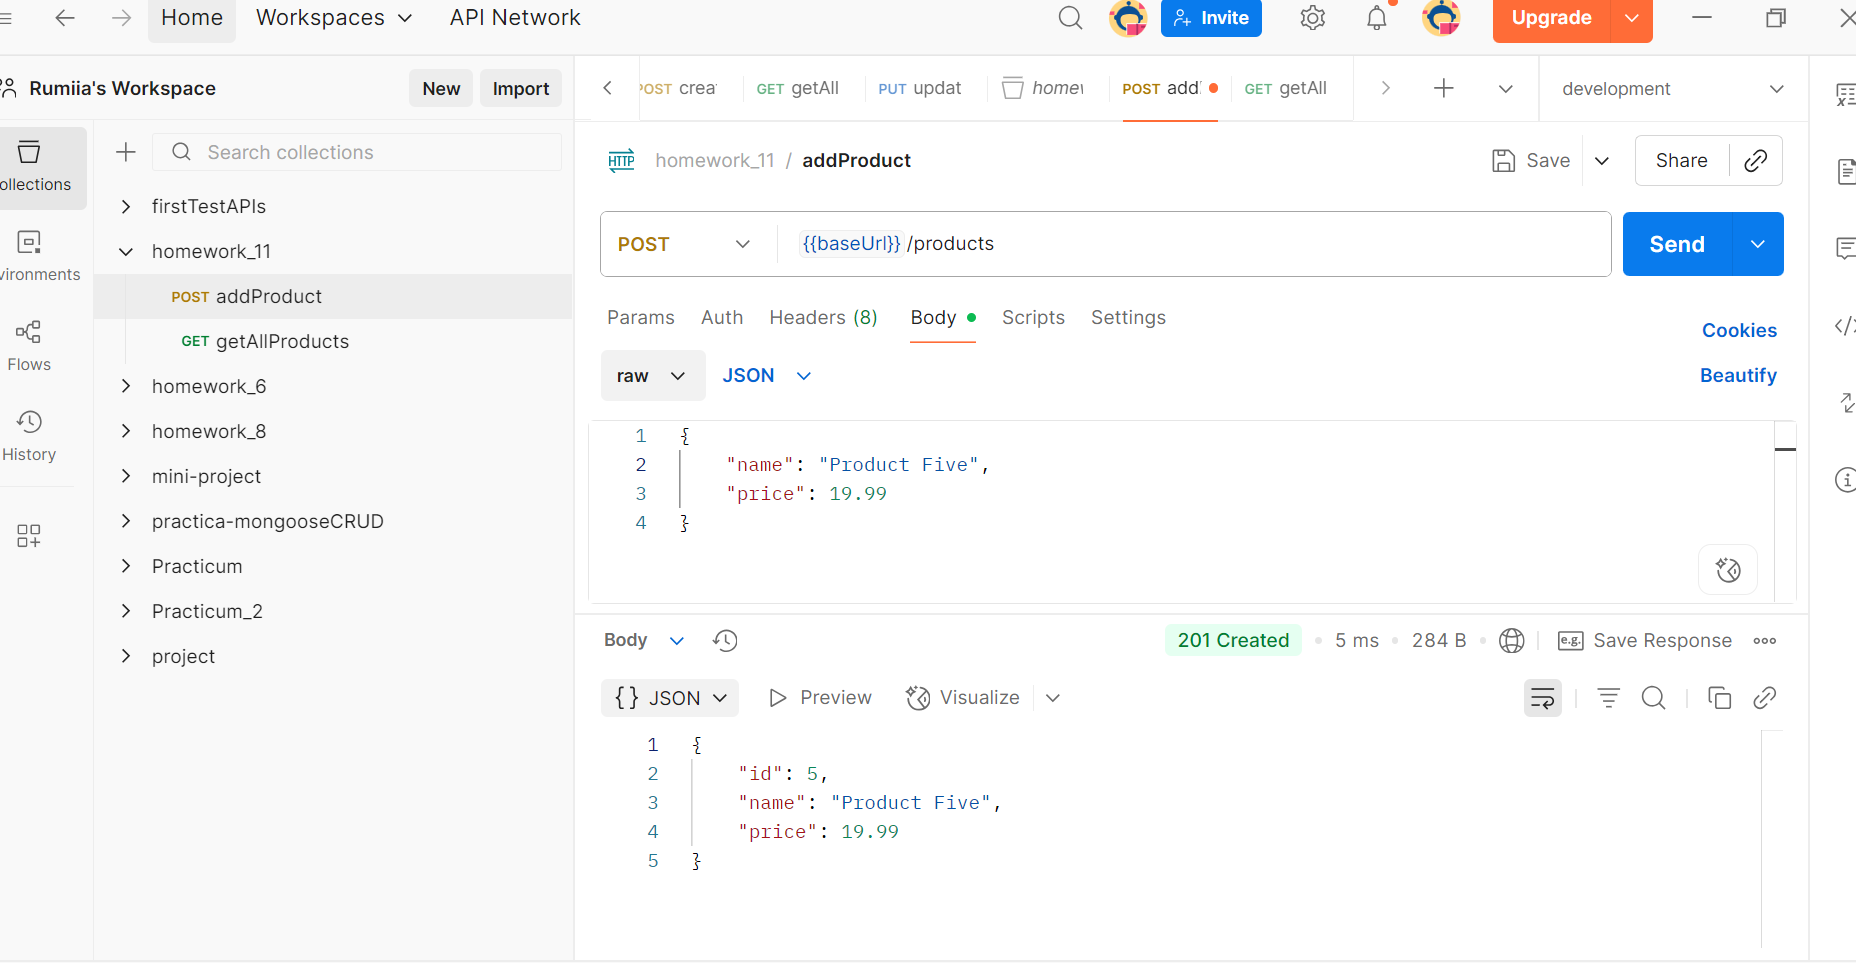 Home
Workspaces
API Network
Invite
Upgrade
Rumiia's Workspace
New
Import
POST crea
GET getAll
PUT updat
homew
POST add
GET getAll
development
ollections
vironments
Flows
History
Search collections
firstTestAPIs
homework_11
POST addProduct
GET getAllProducts
homework_6
homework_8
mini-project
practica-mongooseCRUD
Practicum
Practicum_2
project
HTTP homework_11 / addProduct
Save
Share
POST
{{baseUrl}}/products
Send
Params
Auth
Headers (8)
Body
Scripts
Settings
Cookies
raw
JSON
Beautify
1 {
2 "name": "Product Five",
3 "price": 19.99
4 }
Body
201 Created
5 ms
284 B
e.g. Save Response
{} JSON
Preview
Visualize
1 {
2 "id": 5,
3 "name": "Product Five",
4 "price": 19.99
5 }